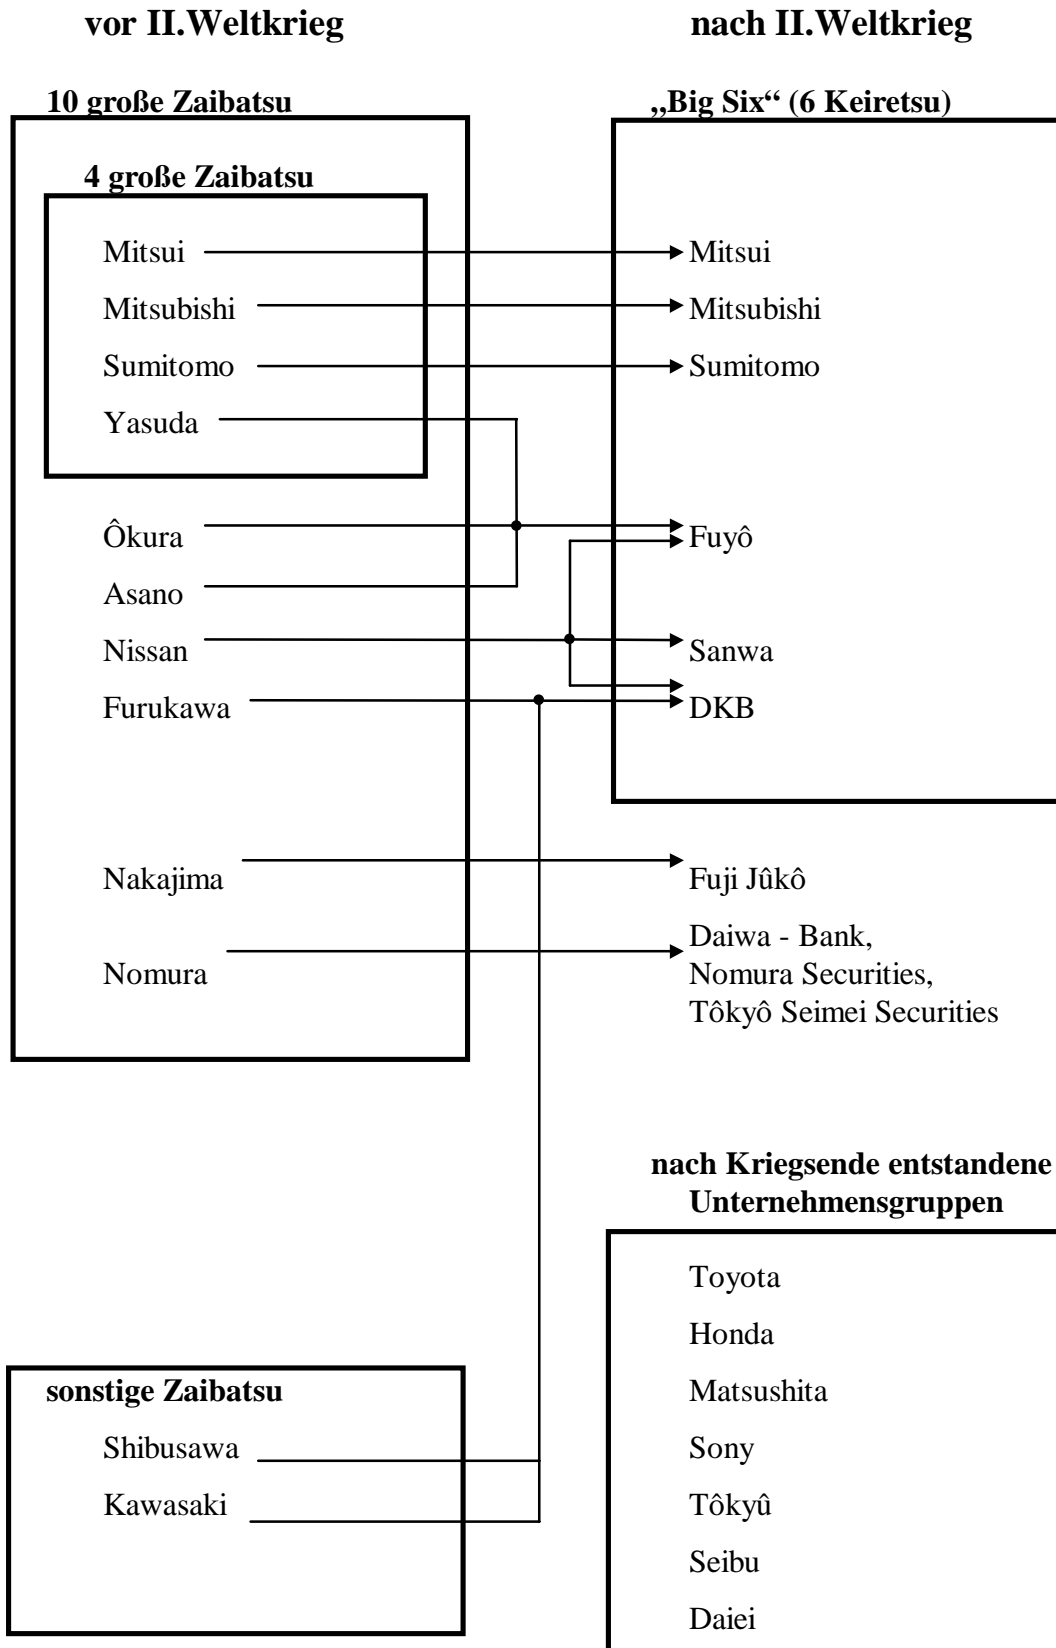 vor II.Weltkrieg
nach II.Weltkrieg
10 große Zaibatsu
„Big Six“ (6 Keiretsu)
4 große Zaibatsu
Mitsui
Mitsui
Mitsubishi
Mitsubishi
Sumitomo
Sumitomo
Yasuda
Ôkura
Fuyô
Asano
Nissan
Sanwa
Furukawa
DKB
Nakajima
Fuji Jûkô
Nomura
Daiwa - Bank,
Nomura Securities,
Tôkyô Seimei Securities
nach Kriegsende entstandene
Unternehmensgruppen
Toyota
Honda
Matsushita
Sony
Tôkyû
Seibu
Daiei
sonstige Zaibatsu
Shibusawa
Kawasaki